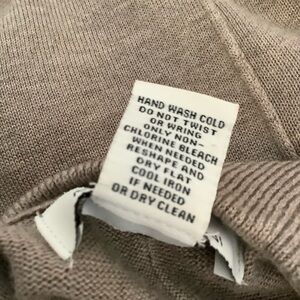 HAND WASH COLD
DO NOT TWIST
OR WRING
ONLY NON-
CHLORINE BLEACH
WHEN NEEDED
RESHAPE AND
DRY FLAT
COOL IRON
IF NEEDED
OR DRY CLEAN